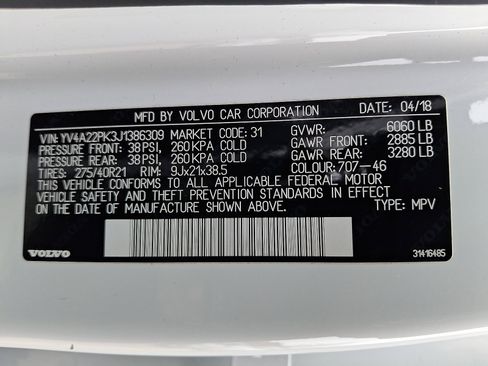 MFD BY VOLVO CAR CORPORATION DATE: 04/18
VIN: YV4A22PK3J1386309 MARKET CODE: 31 GVWR: 6060 LB
PRESSURE FRONT: 38 PSI, 260 KPA COLD GAWR FRONT: 2885 LB
PRESSURE REAR: 38 PSI, 260 KPA COLD GAWR REAR: 3280 LB
TIRES: 275/40R21 RIM: 9Jx21x38.5 COLOUR: 707-46
THIS VEHICLE CONFORMS TO ALL APPLICABLE FEDERAL MOTOR
VEHICLE SAFETY AND THEFT PREVENTION STANDARDS IN EFFECT
ON THE DATE OF MANUFACTURE SHOWN ABOVE. TYPE: MPV
VOLVO 31416485